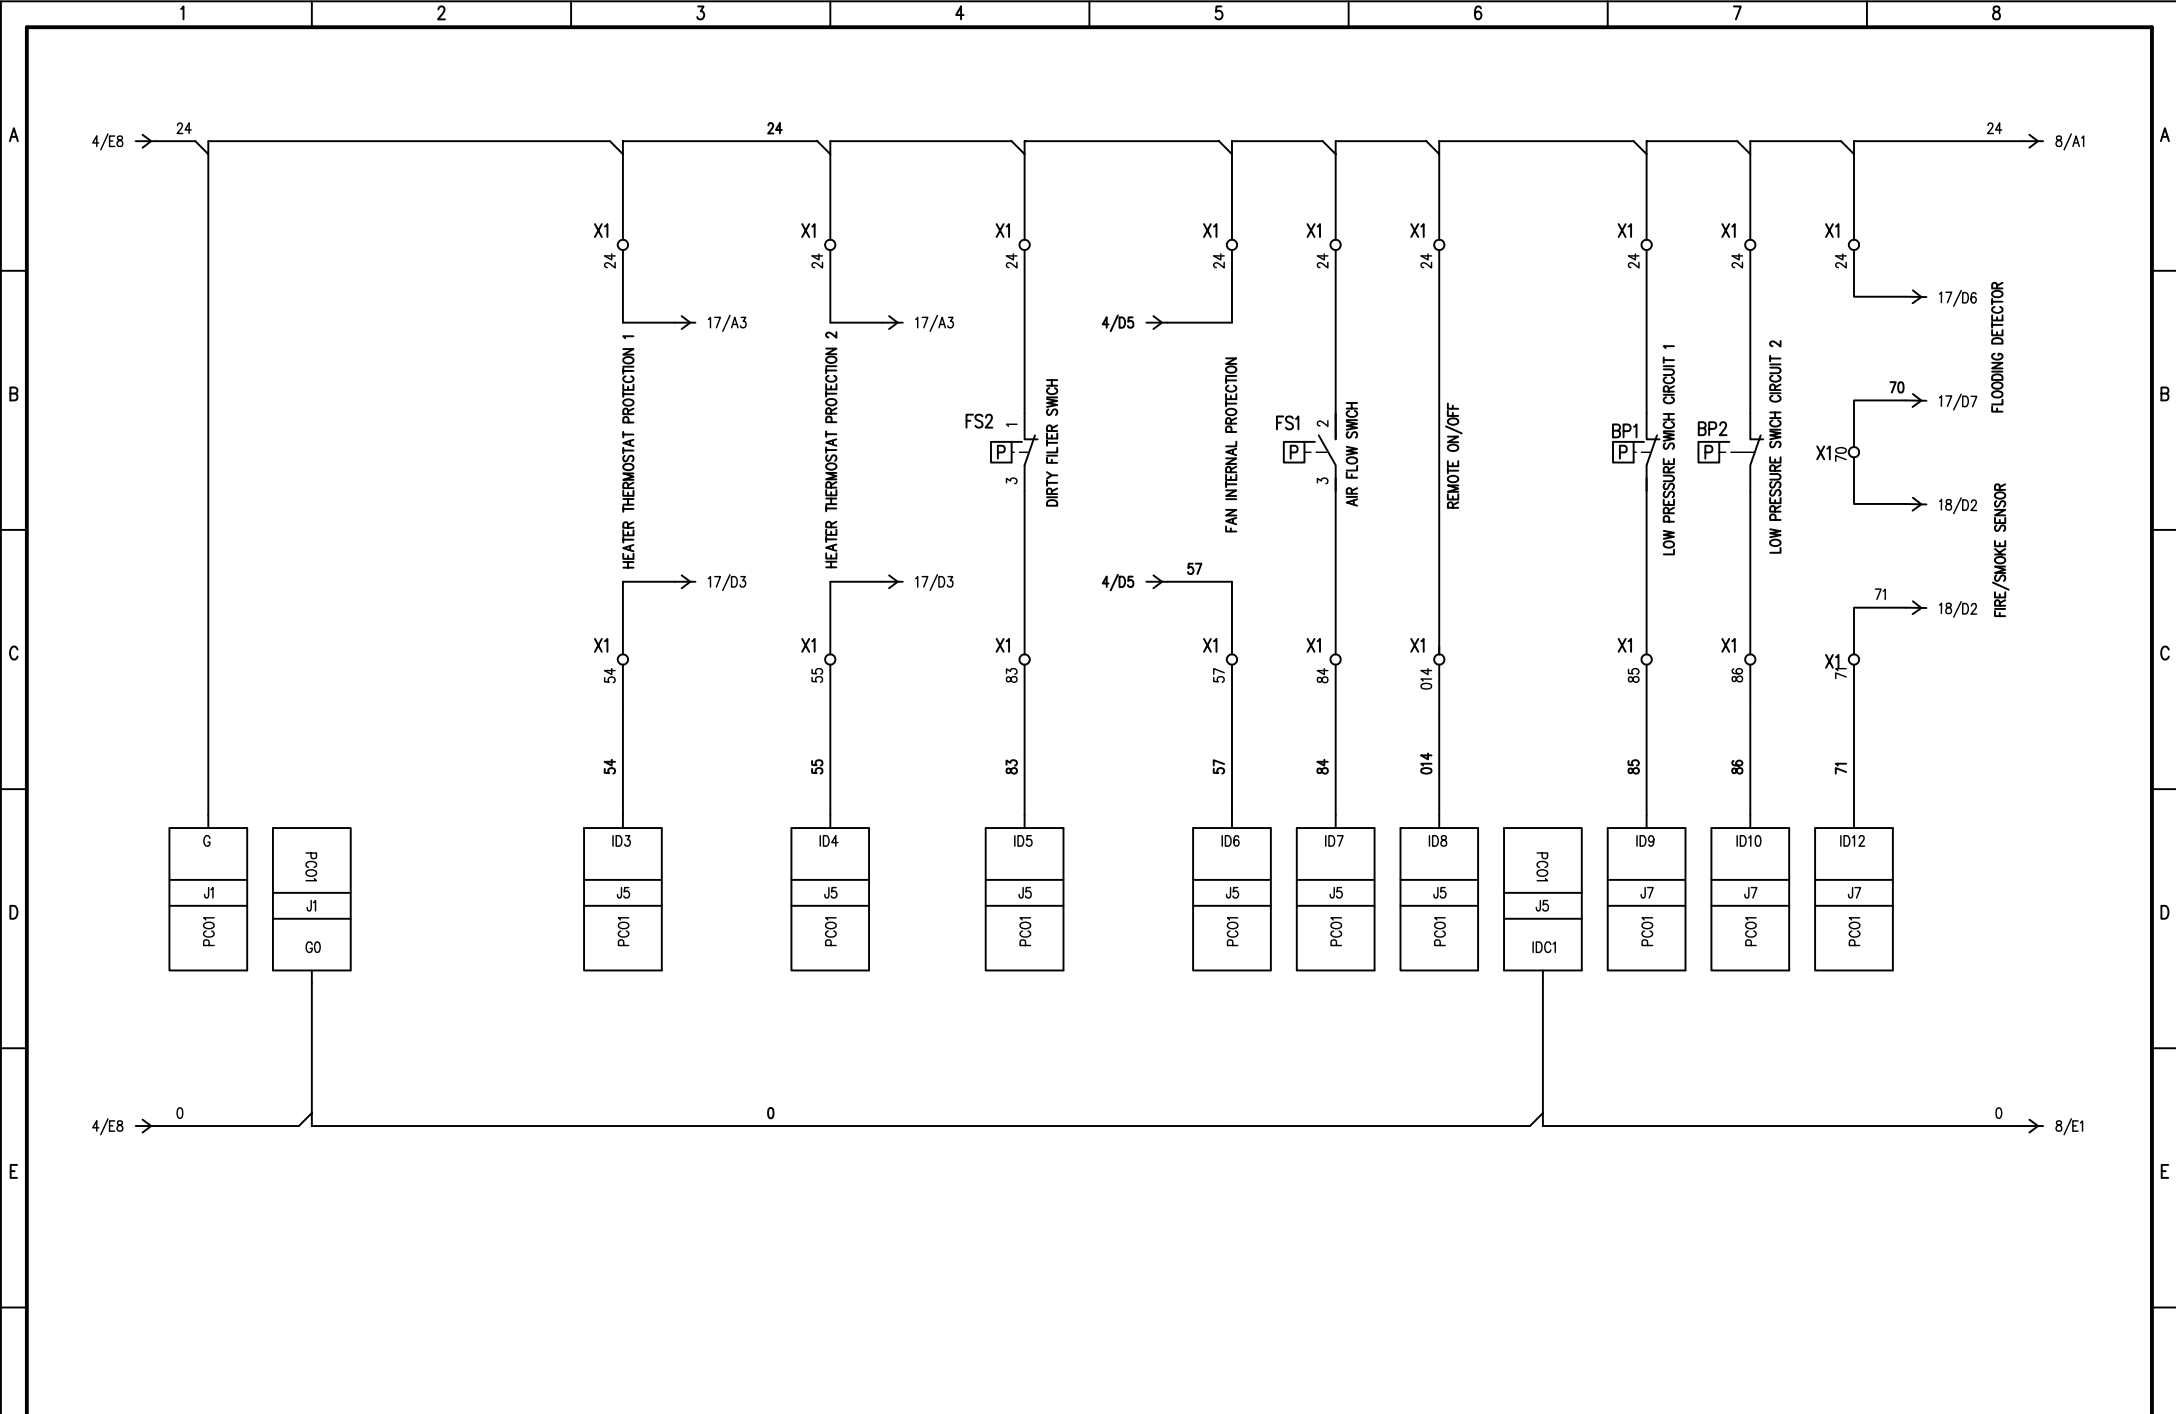 1 2 3 4 5 6 7 8
A 4/E8 24 24 24 8/A1 A
X1 X1 X1 X1 X1 X1 X1 X1 X1
24 24 24 24 24 24 24 24 24
17/A3 17/A3 4/D5 17/D6
HEATER THERMOSTAT PROTECTION 1
HEATER THERMOSTAT PROTECTION 2
B FS2 P 1 3 B
DIRTY FILTER SWICH
FAN INTERNAL PROTECTION
FS1 P 2 3
AIR FLOW SWICH
REMOTE ON/OFF
BP1 P
LOW PRESSURE SWICH CIRCUIT 1
BP2 P
LOW PRESSURE SWICH CIRCUIT 2
70 17/D7
FLOODING DETECTOR
X1 70
18/D2
FIRE/SMOKE SENSOR
17/D3 17/D3 4/D5 57 71 18/D2
C X1 X1 X1 X1 X1 X1 X1 X1 X1 C
54 55 83 57 84 014 85 86 71
54 55 83 57 84 014 85 86 71
G PCO1 ID3 ID4 ID5 ID6 ID7 ID8 PCO1 ID9 ID10 ID12
D J1 J1 J5 J5 J5 J5 J5 J5 J5 J7 J7 J7 D
PCO1 G0 PCO1 PCO1 PCO1 PCO1 PCO1 PCO1 IDC1 PCO1 PCO1 PCO1
4/E8 0 0 0 8/E1
E E